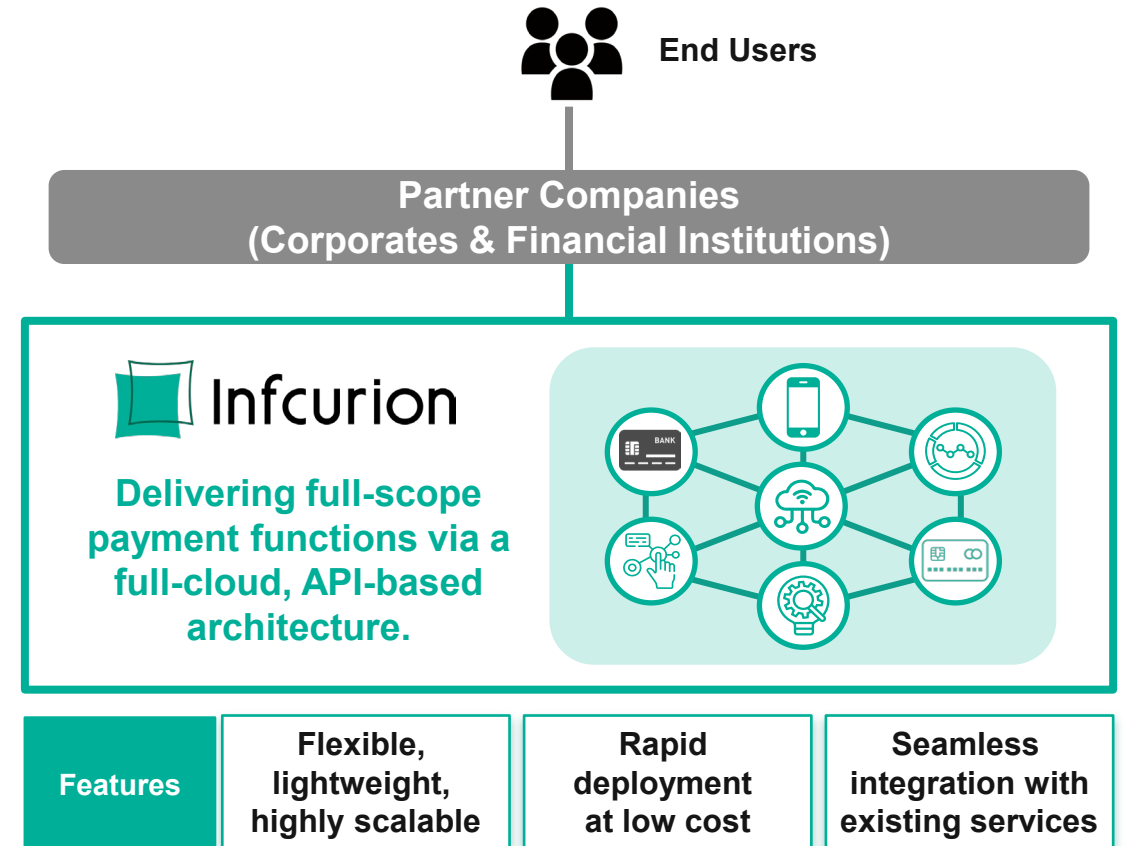 End Users
Partner Companies
(Corporates & Financial Institutions)
Infcurion
Delivering full-scope
payment functions via a
full-cloud, API-based
architecture.
BANK
Features
Flexible,
lightweight,
highly scalable
Rapid
deployment
at low cost
Seamless
integration with
existing services